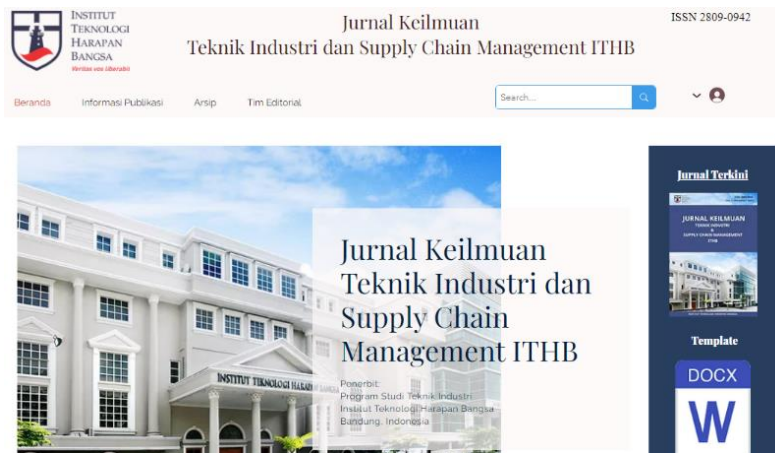 INSTITUT
TEKNOLOGI
HARAPAN
BANGSA
Veritas vos liberabit
Jurnal Keilmuan
Teknik Industri dan Supply Chain Management ITHB
ISSN 2809-0942
Beranda
Informasi Publikasi
Arsip
Tim Editorial
Search...
INSTITUT TEKNOLOGI HARAPAN
Jurnal Keilmuan
Teknik Industri dan
Supply Chain
Management ITHB
Penerbit:
Program Studi Teknik Industri
Institut Teknologi Harapan Bangsa
Bandung, Indonesia
Jurnal Terkini
JURNAL KEILMUAN
TEKNIK INDUSTRI
&
SUPPLY CHAIN MANAGEMENT
ITHB
Template
DOCX
W